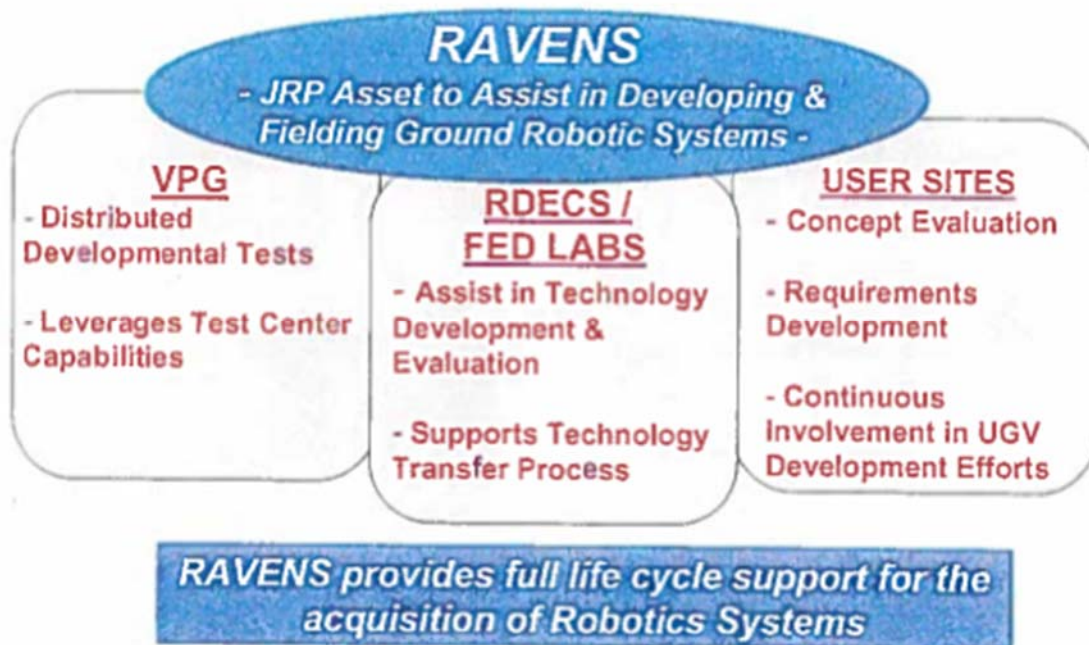 RAVENS
- JRP Asset to Assist in Developing &
Fielding Ground Robotic Systems -
VPG
- Distributed
Developmental Tests
- Leverages Test Center
Capabilities
RDECS /
FED LABS
- Assist in Technology
Development &
Evaluation
- Supports Technology
Transfer Process
USER SITES
- Concept Evaluation
- Requirements
Development
- Continuous
Involvement in UGV
Development Efforts
RAVENS provides full life cycle support for the
acquisition of Robotics Systems